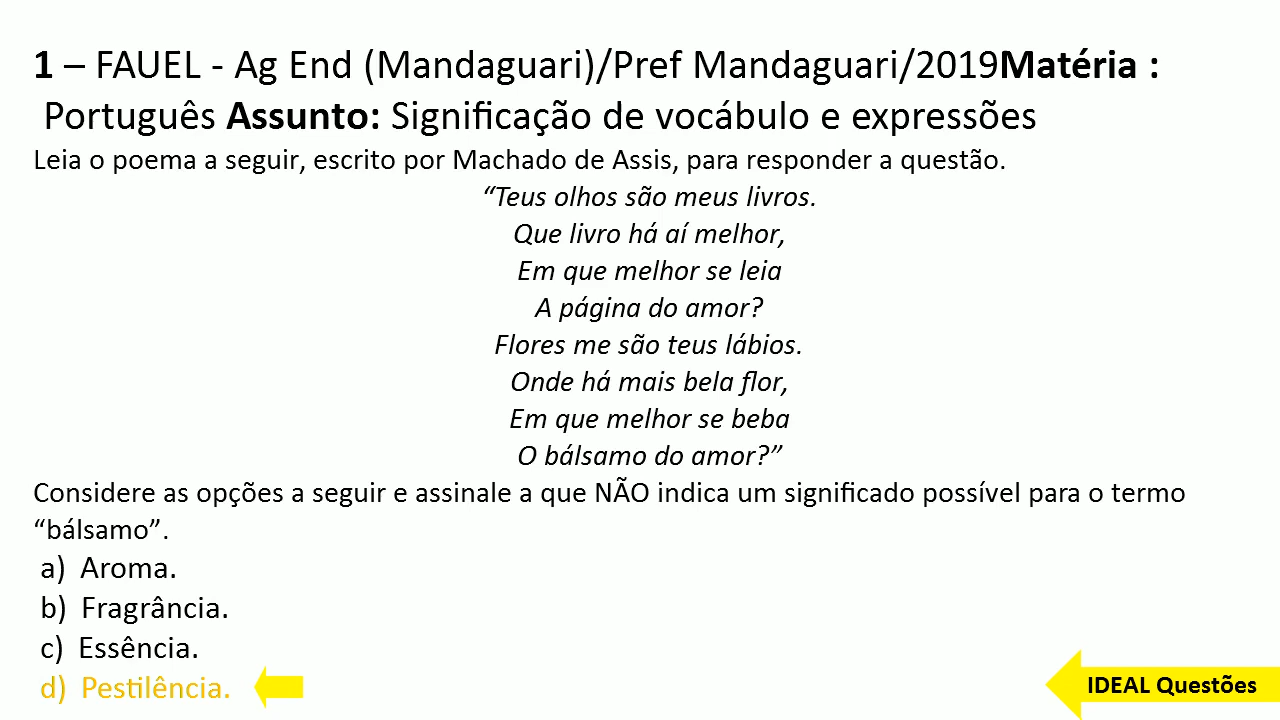 1 – FAUEL - Ag End (Mandaguari)/Pref Mandaguari/2019Matéria :
Português Assunto: Significação de vocábulo e expressões
Leia o poema a seguir, escrito por Machado de Assis, para responder a questão.
“Teus olhos são meus livros.
Que livro há aí melhor,
Em que melhor se leia
A página do amor?
Flores me são teus lábios.
Onde há mais bela flor,
Em que melhor se beba
O bálsamo do amor?”
Considere as opções a seguir e assinale a que NÃO indica um significado possível para o termo
“bálsamo”.
a) Aroma.
b) Fragrância.
c) Essência.
d) Pestilência.
IDEAL Questões